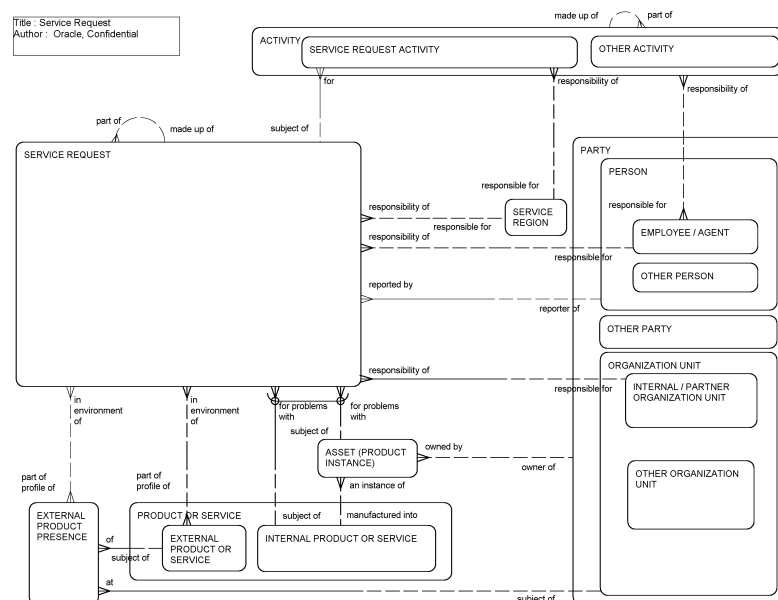 Title : Service Request
Author : Oracle, Confidential
made up of
part of
ACTIVITY
SERVICE REQUEST ACTIVITY
OTHER ACTIVITY
for
responsibility of
responsibility of
part of
made up of
subject of
SERVICE REQUEST
PARTY
PERSON
responsible for
responsibility of
responsible for
SERVICE
REGION
responsible for
responsibility of
EMPLOYEE / AGENT
responsible for
OTHER PERSON
reported by
reporter of
OTHER PARTY
ORGANIZATION UNIT
responsibility of
responsible for
INTERNAL / PARTNER
ORGANIZATION UNIT
in
environment
of
in
environment
of
for problems
with
for problems
with
subject of
ASSET (PRODUCT
INSTANCE)
owned by
owner of
OTHER ORGANIZATION
UNIT
part of
profile of
part of
profile of
an instance of
EXTERNAL
PRODUCT
PRESENCE
PRODUCT OR SERVICE
subject of
manufactured into
EXTERNAL
PRODUCT OR
SERVICE
INTERNAL PRODUCT OR SERVICE
of
subject of
at
subject of